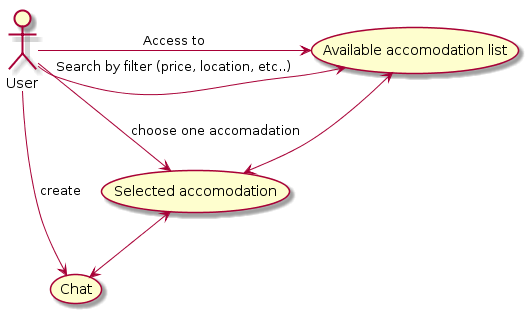 Access to
Available accomodation list
Search by filter (price, location, etc..)
User
choose one accomadation
create
Selected accomodation
Chat